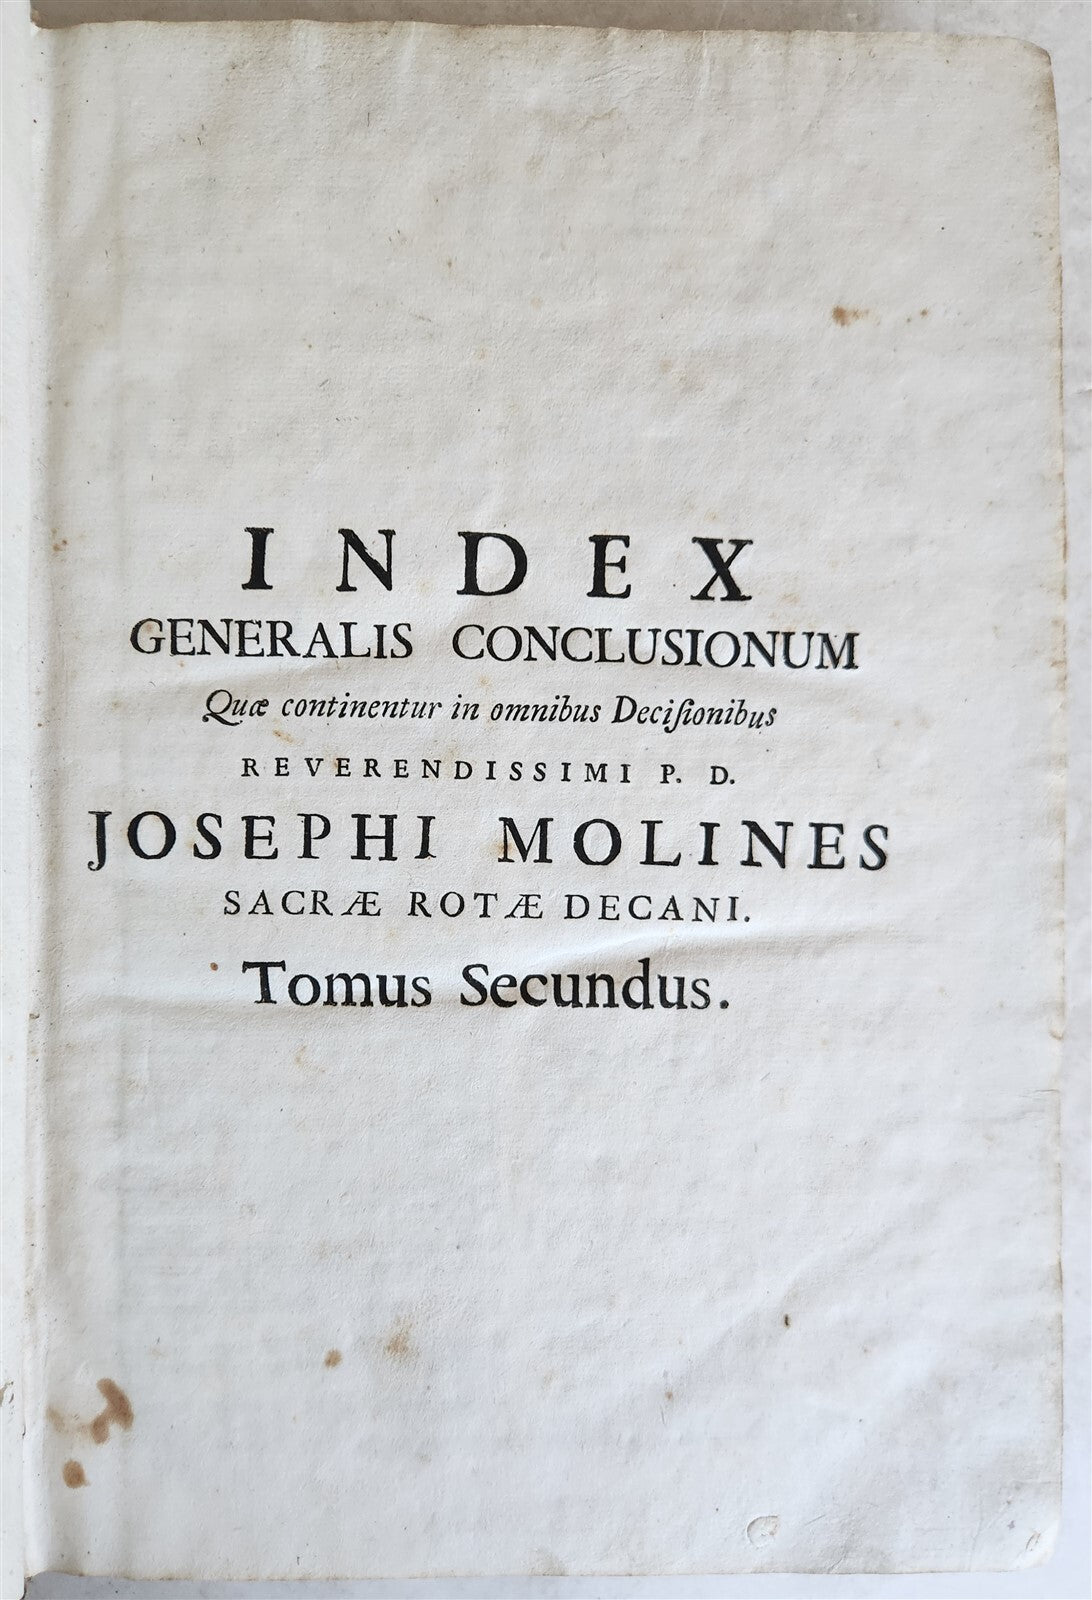 INDEX
GENERALIS CONCLUSIONUM
Quæ continentur in omnibus Deciſionibus
REVERENDISSIMI P. D.
JOSEPHI MOLINES
SACRÆ ROTÆ DECANI.
Tomus Secundus.